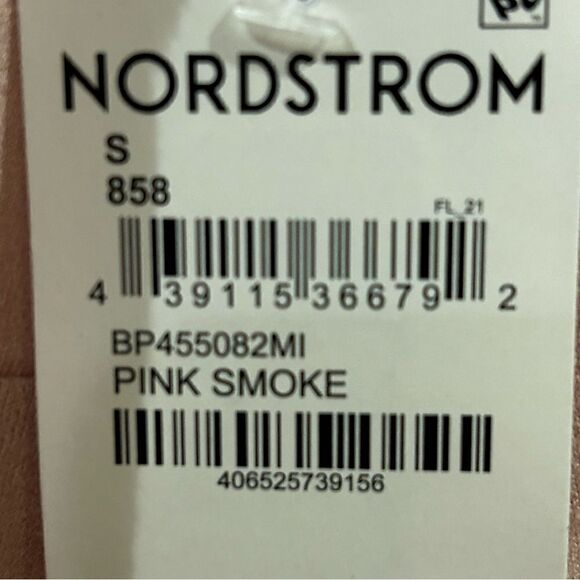 NORDSTROM
S
858
FL_21
4 39115 36679 2
BP455082MI
PINK SMOKE
406525739156